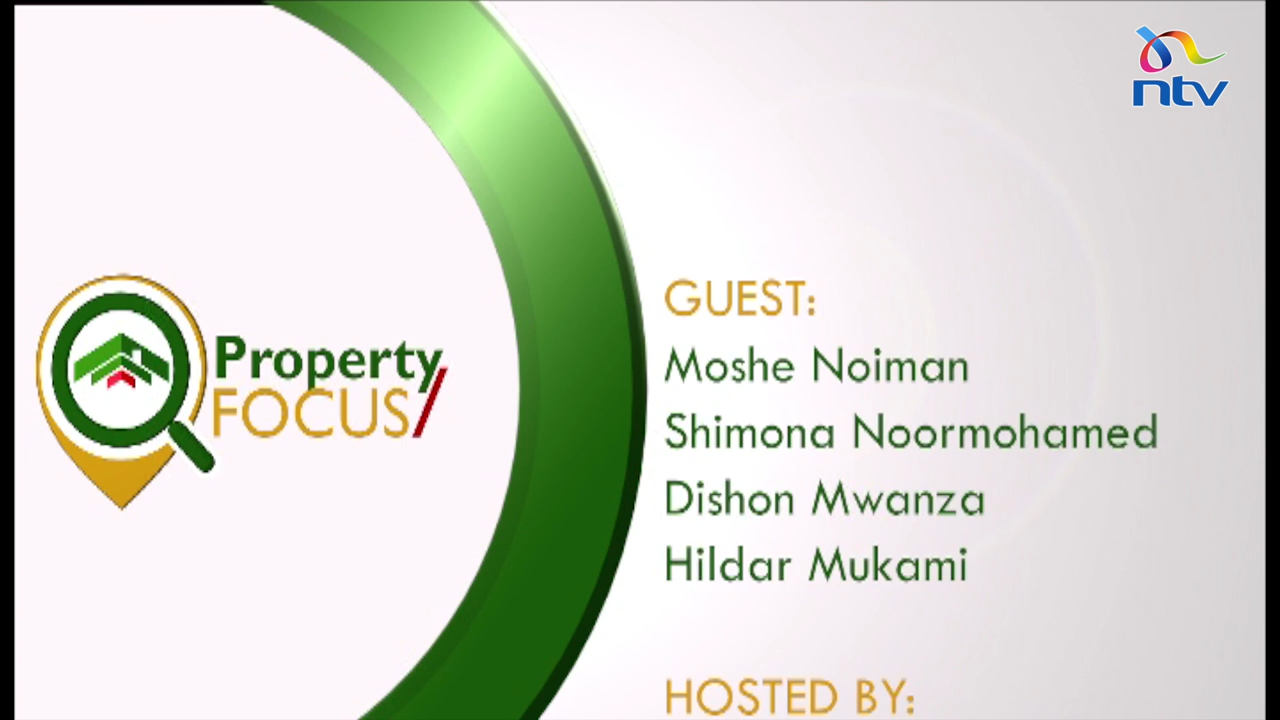 ntv
Property
FOCUS/
GUEST:
Moshe Noiman
Shimona Noormohamed
Dishon Mwanza
Hildar Mukami
HOSTED BY: